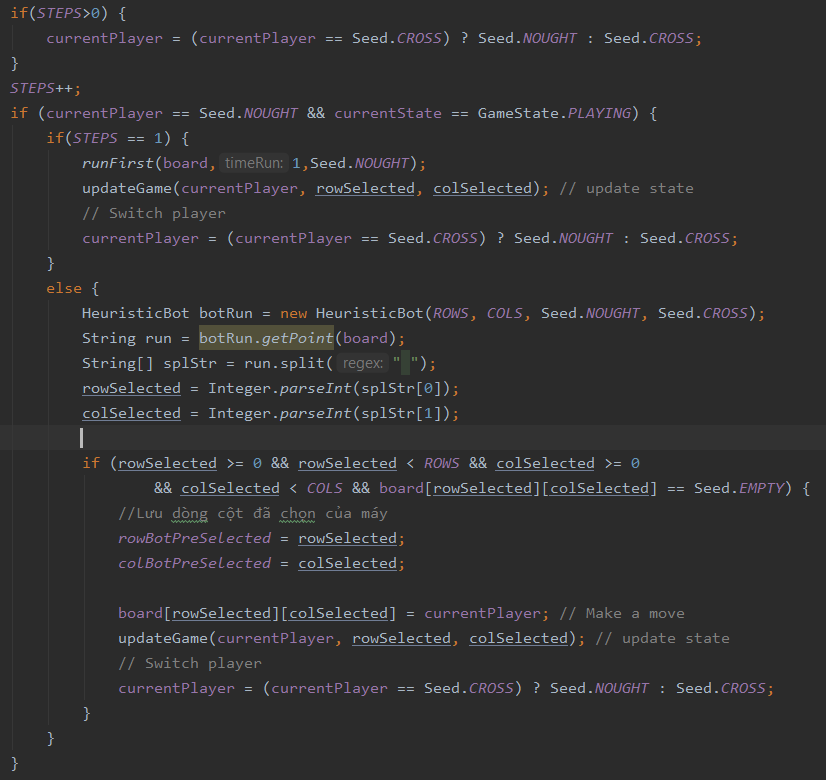 if(STEPS>0) {
    currentPlayer = (currentPlayer == Seed.CROSS) ? Seed.NOUGHT : Seed.CROSS;
}
STEPS++;
if (currentPlayer == Seed.NOUGHT && currentState == GameState.PLAYING) {
    if(STEPS == 1) {
        runFirst(board, timeRun: 1,Seed.NOUGHT);
        updateGame(currentPlayer, rowSelected, colSelected); // update state
        // Switch player
        currentPlayer = (currentPlayer == Seed.CROSS) ? Seed.NOUGHT : Seed.CROSS;
    }
    else {
        HeuristicBot botRun = new HeuristicBot(ROWS, COLS, Seed.NOUGHT, Seed.CROSS);
        String run = botRun.getPoint(board);
        String[] splStr = run.split( regex: " ");
        rowSelected = Integer.parseInt(splStr[0]);
        colSelected = Integer.parseInt(splStr[1]);
        if (rowSelected >= 0 && rowSelected < ROWS && colSelected >= 0
                && colSelected < COLS && board[rowSelected][colSelected] == Seed.EMPTY) {
            //Lưu dòng cột đã chọn của máy
            rowBotPreSelected = rowSelected;
            colBotPreSelected = colSelected;
            board[rowSelected][colSelected] = currentPlayer; // Make a move
            updateGame(currentPlayer, rowSelected, colSelected); // update state
            // Switch player
            currentPlayer = (currentPlayer == Seed.CROSS) ? Seed.NOUGHT : Seed.CROSS;
        }
    }
}